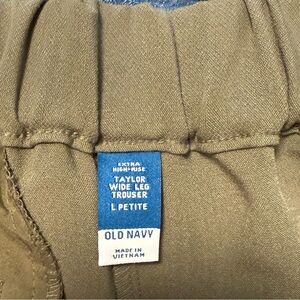 EXTRA
HIGH-RISE
TAYLOR
WIDE LEG
TROUSER
L PETITE
OLD NAVY
MADE IN
VIETNAM